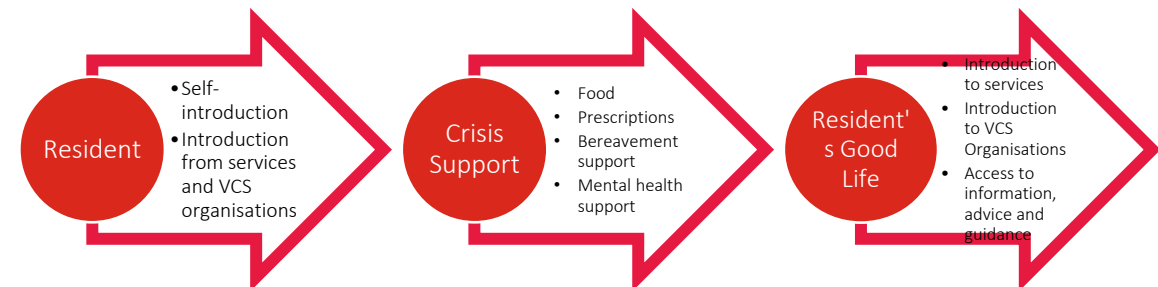 Resident
•Self-
introduction
•Introduction
from services
and VCS
organisations
Crisis
Support
• Food
• Prescriptions
• Bereavement
support
• Mental health
support
Resident'
s Good
Life
• Introduction
to services
• Introduction
to VCS
Organisations
• Access to
information,
advice and
guidance